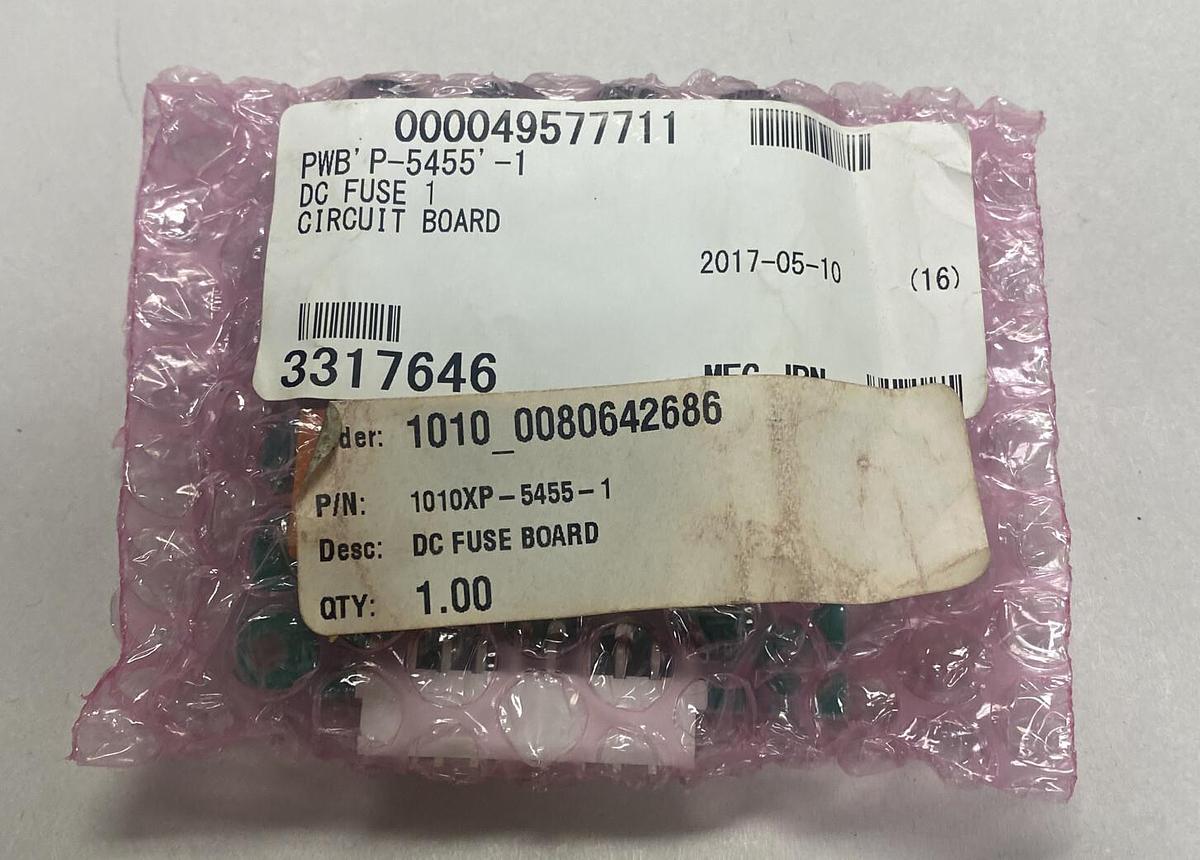 000049577711
PWB'P-5455'-1
DC FUSE 1
CIRCUIT BOARD
2017-05-10 (16)
3317646
der: 1010_0080642686
P/N: 1010XP-5455-1
Desc: DC FUSE BOARD
QTY: 1.00